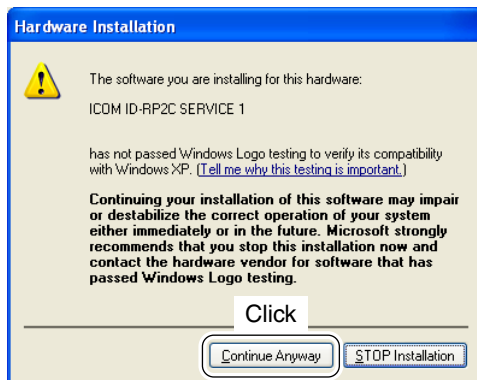 Hardware Installation
The software you are installing for this hardware:
ICOM ID-RP2C SERVICE 1
has not passed Windows Logo testing to verify its compatibility
with Windows XP. (Tell me why this testing is important.)
Continuing your installation of this software may impair
or destabilize the correct operation of your system
either immediately or in the future. Microsoft strongly
recommends that you stop this installation now and
contact the hardware vendor for software that has
passed Windows Logo testing.
Click
Continue Anyway STOP Installation